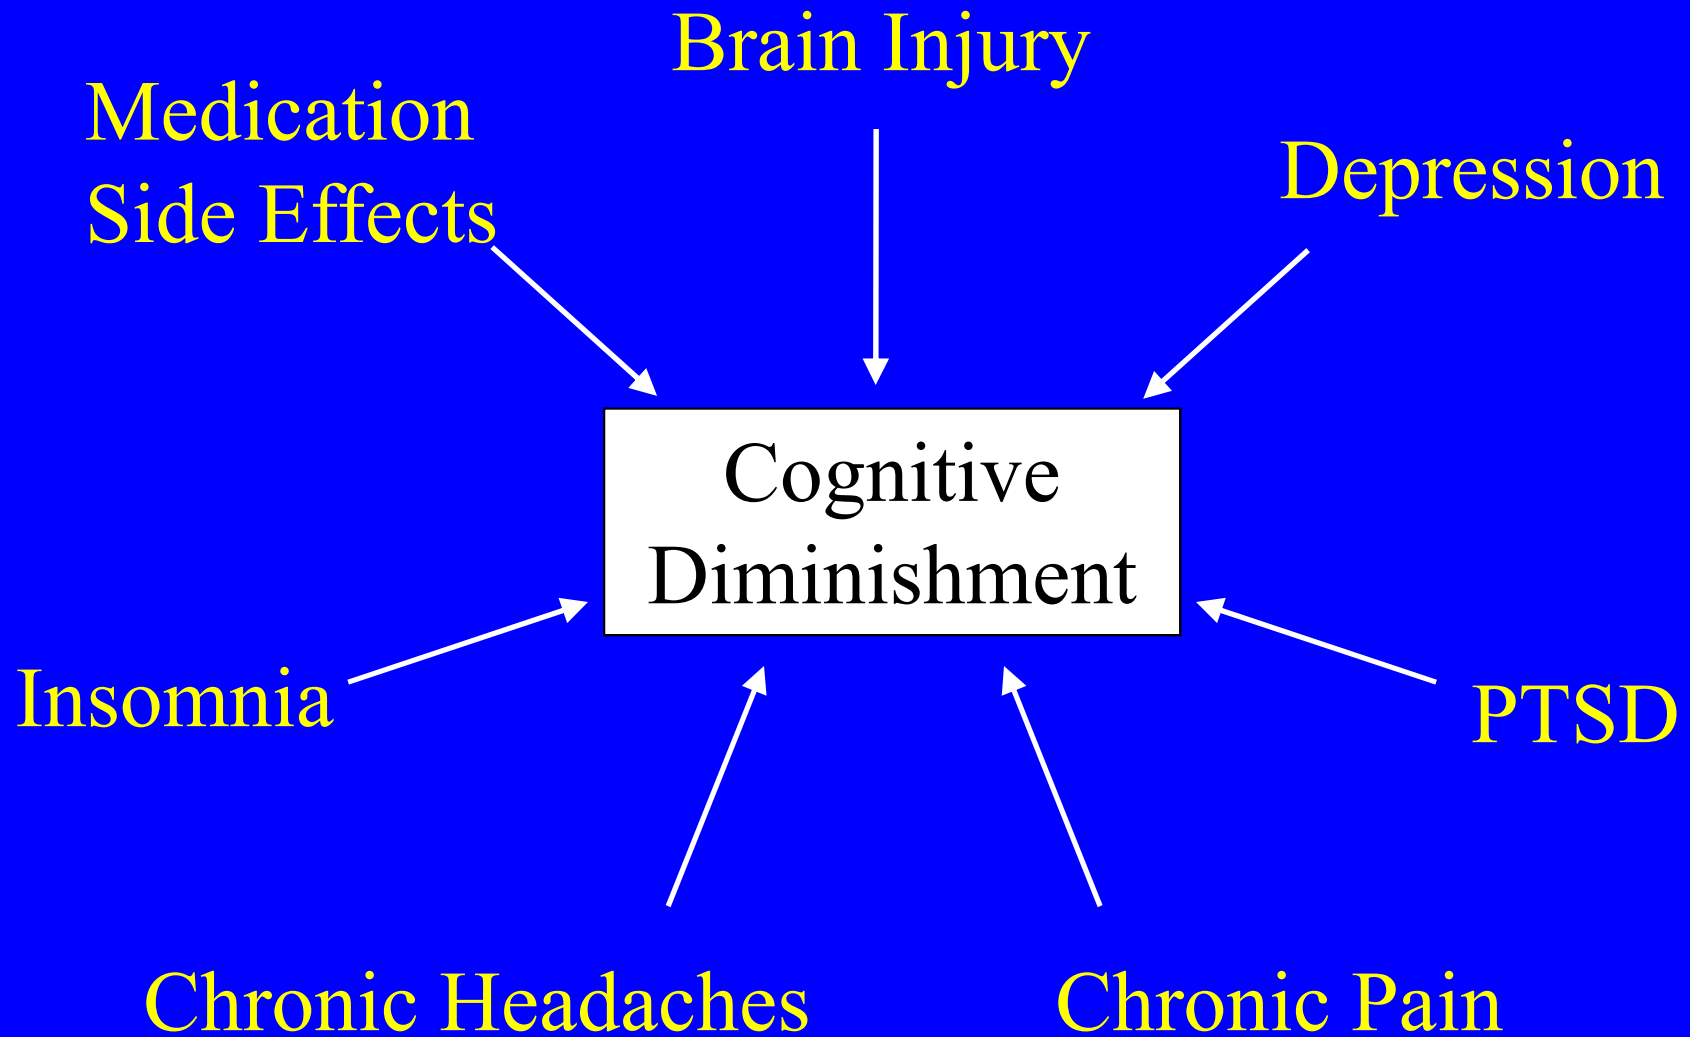 Brain Injury
Medication
Side Effects
Depression
Cognitive
Diminishment
Insomnia
PTSD
Chronic Headaches
Chronic Pain